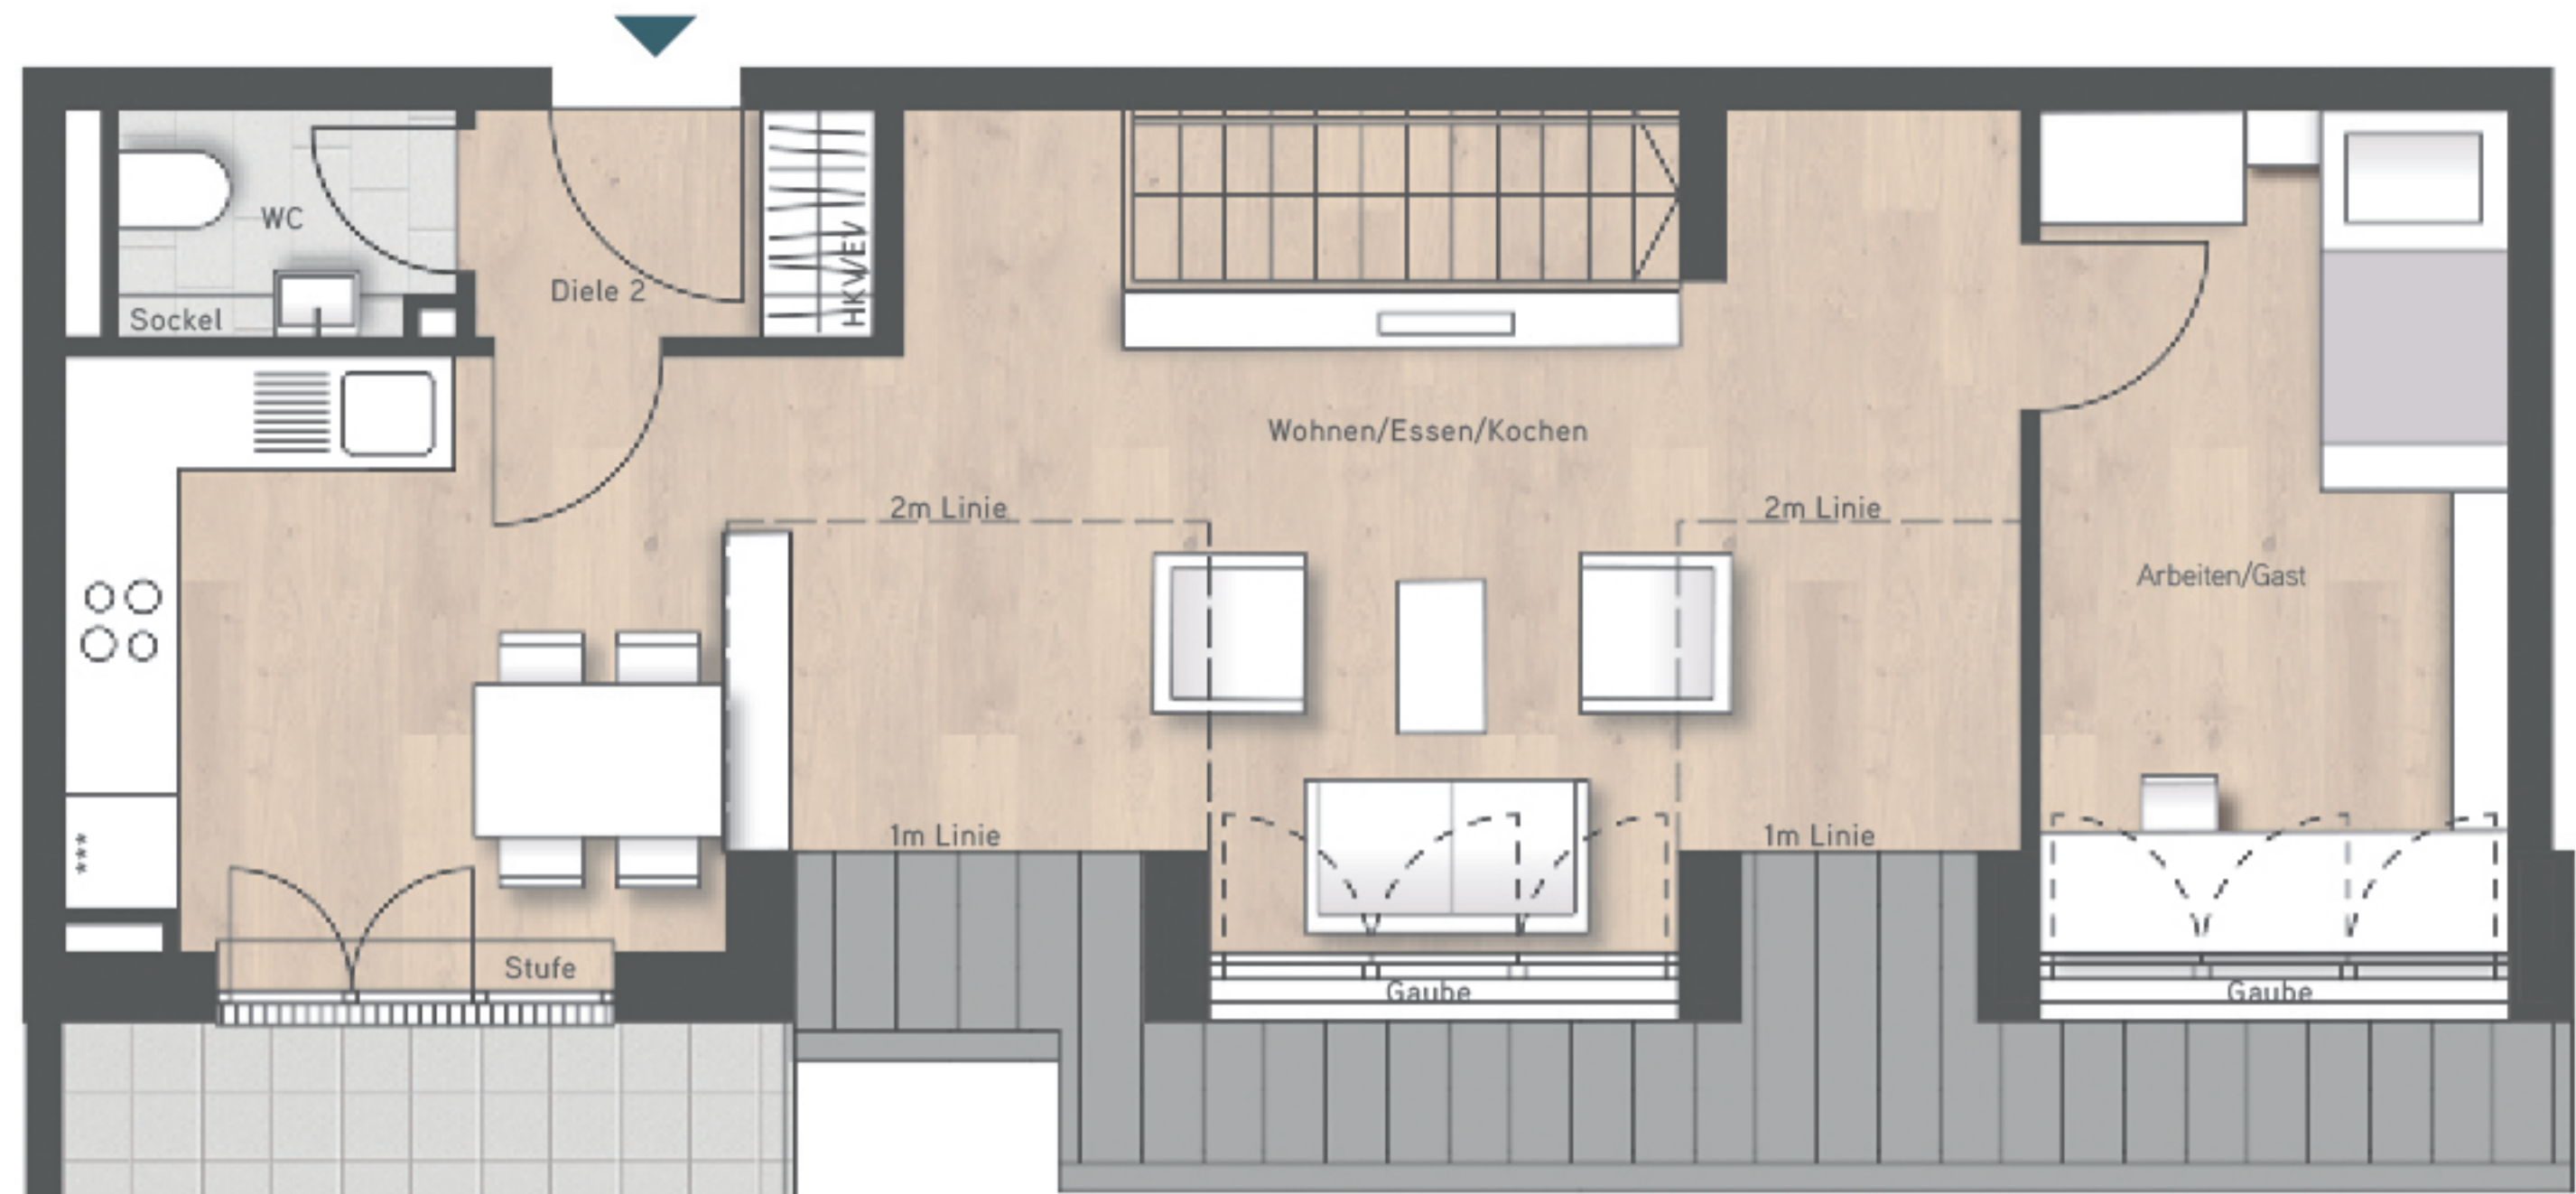 WC
Sockel
Diele 2
HKV/EV
Wohnen/Essen/Kochen
2m Linie
2m Linie
Arbeiten/Gast
1m Linie
1m Linie
***
Stufe
Gaube
Gaube